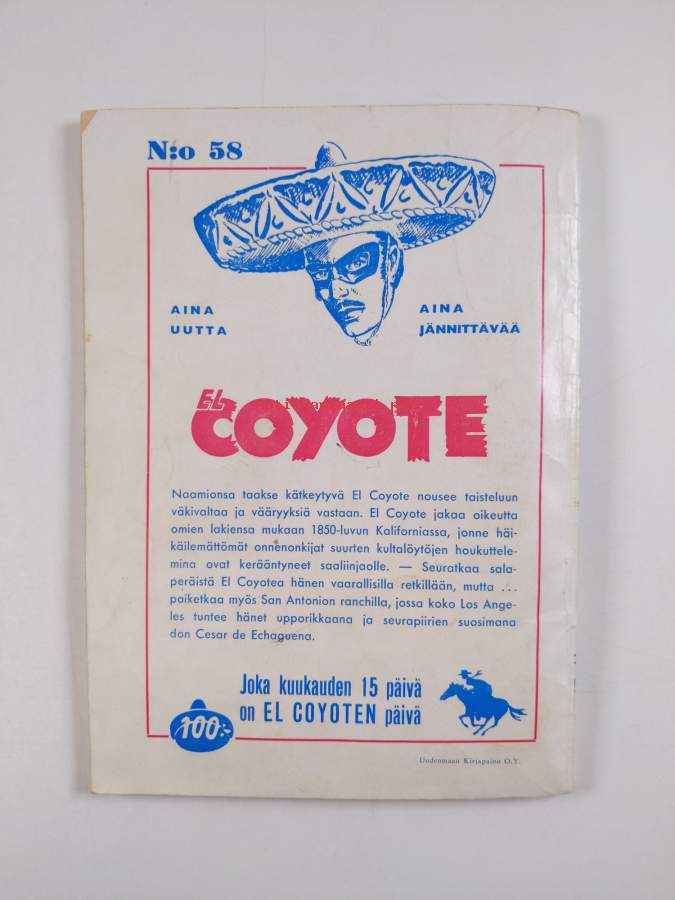 N:o 58
AINA
UUTTA
AINA
JÄNNITTÄVÄÄ
EL
COYOTE
Naamionsa taakse kätkeytyvä El Coyote nousee taisteluun
väkivaltaa ja vääryyksiä vastaan. El Coyote jakaa oikeutta
omien lakiensa mukaan 1850-luvun Kaliforniassa, jonne häi-
käilemättömät onnenonkijat suurten kultalöytöjen houkuttele-
mina ovat kerääntyneet saaliinjaolle. — Seuratkaa sala-
peräistä El Coyotea hänen vaarallisilla retkillään, mutta ...
poiketkaa myös San Antonion ranchilla, jossa koko Los Ange-
les tuntee hänet upporikkaana ja seurapiirien suosimana
don Cesar de Echaguena.
Joka kuukauden 15 päivä
on EL COYOTEN päivä
100:-
Uudenmaan Kirjapaino O.Y.